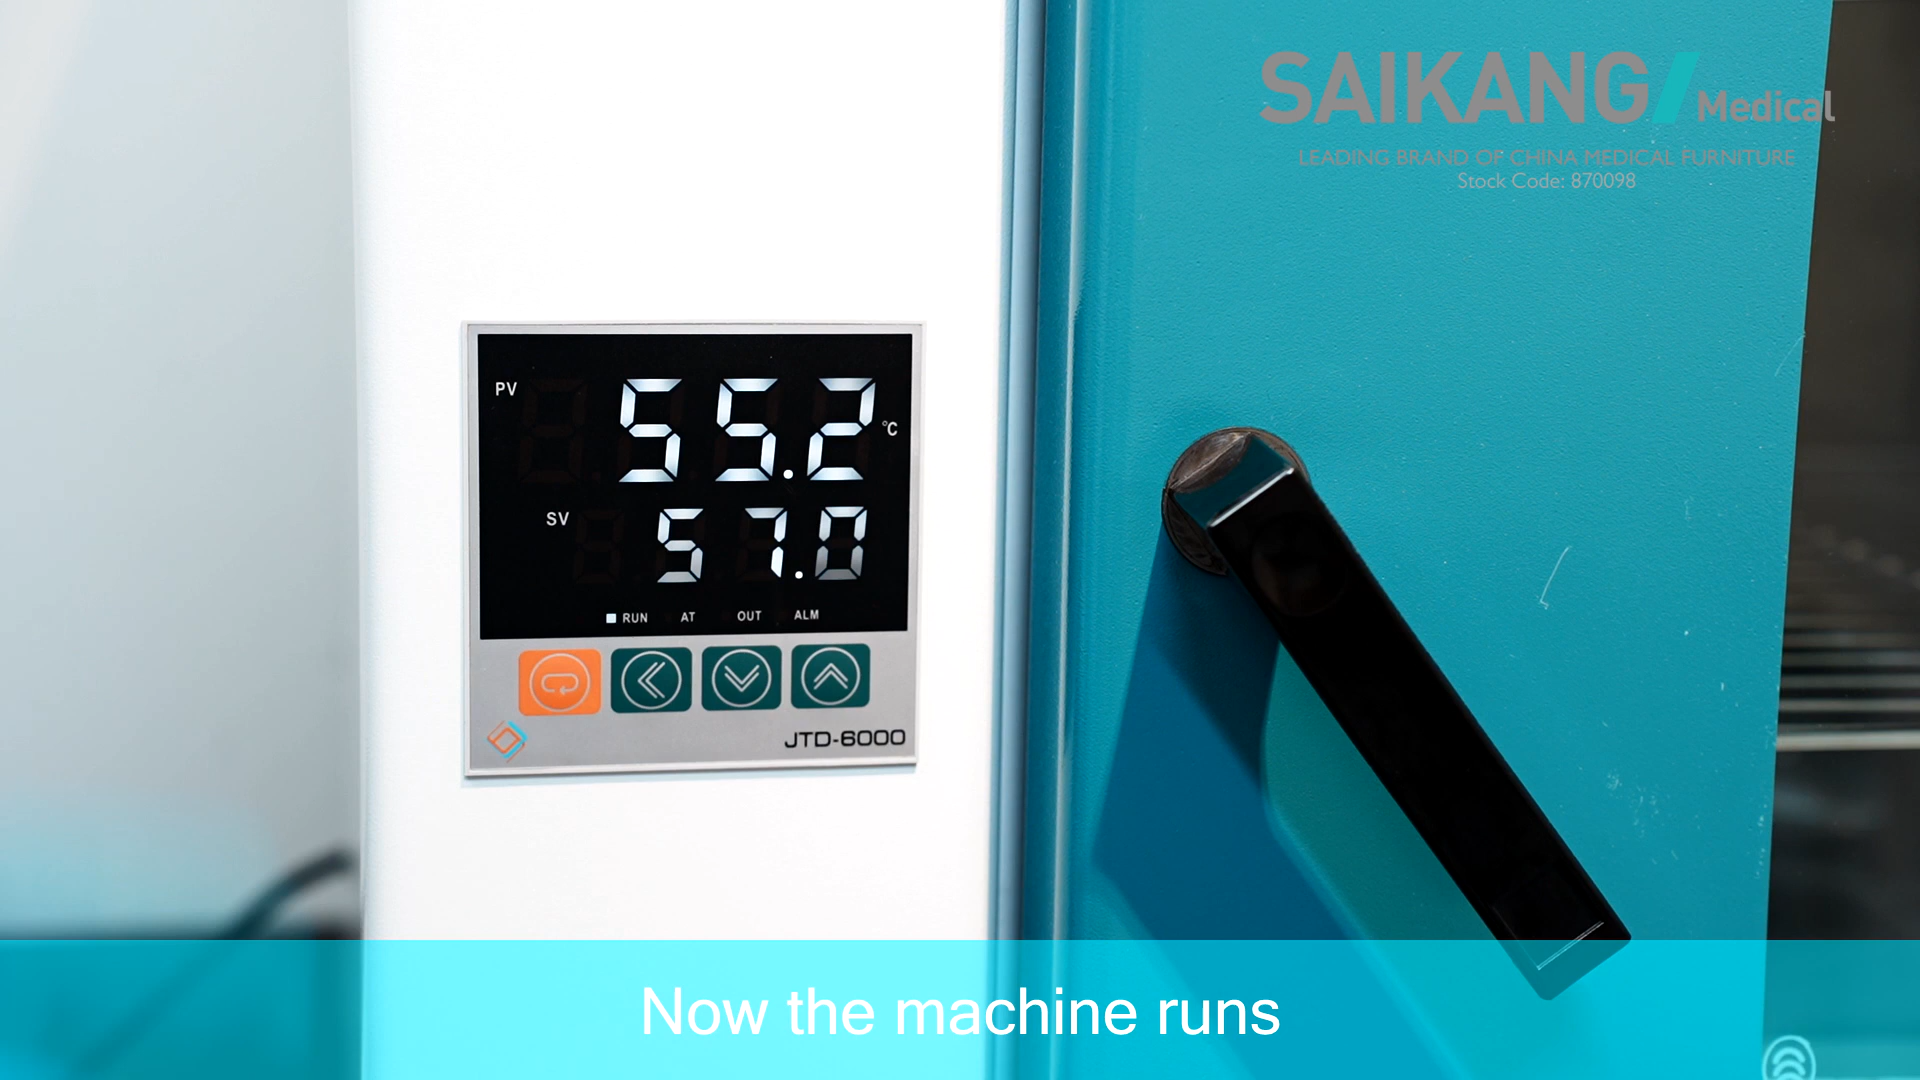 SAIKANG/ Medical
LEADING BRAND OF CHINA MEDICAL FURNITURE
Stock Code: 870098
PV 55.2 °C
SV 57.0
RUN AT OUT ALM
JTD-6000
Now the machine runs